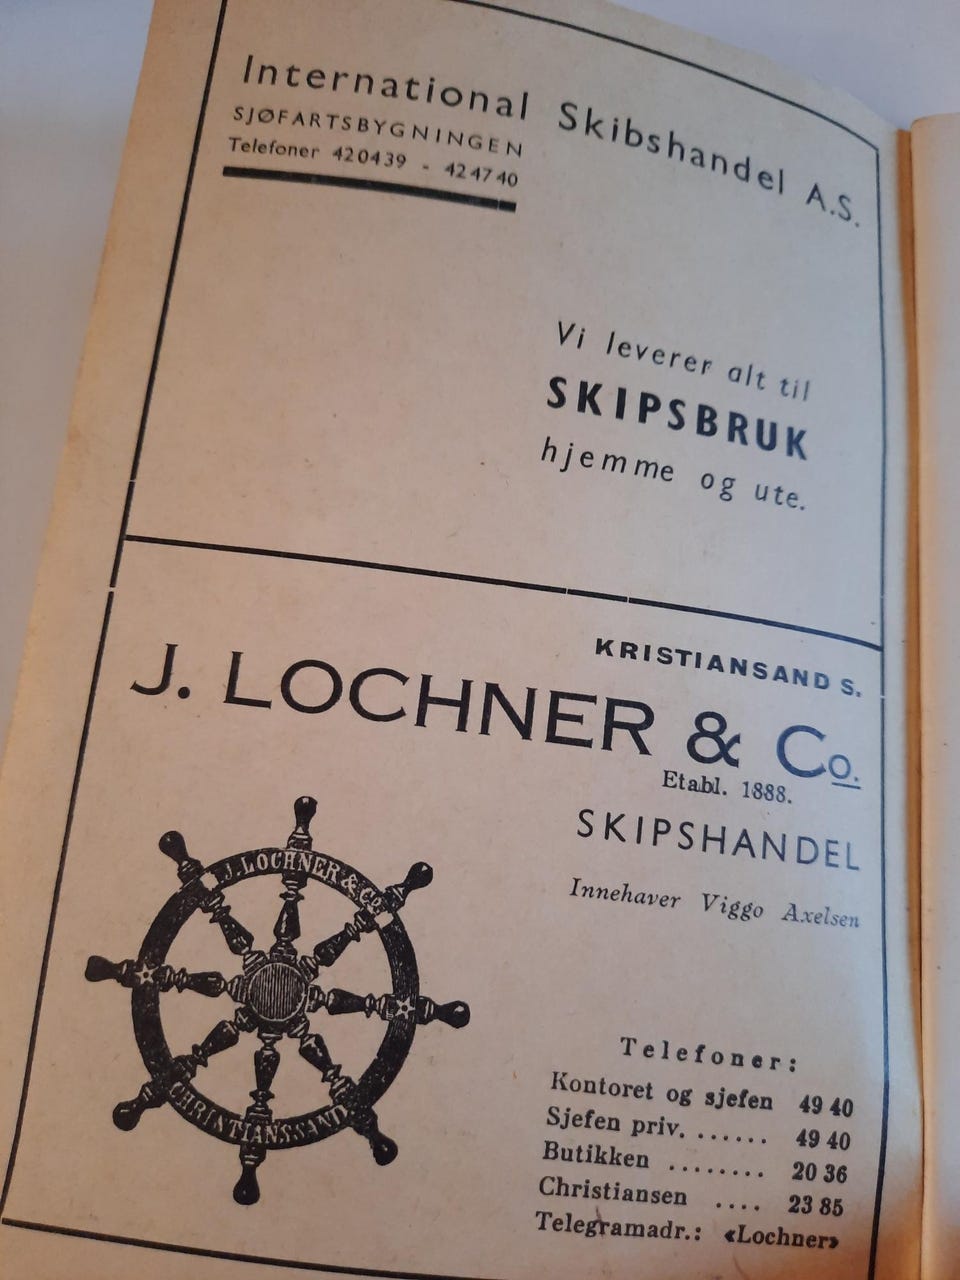 International Skibshandel A.S.
SJØFARTSBYGNINGEN
Telefoner 420439 - 424740
Vi leverer alt til
SKIPSBRUK
hjemme og ute.
KRISTIANSAND S.
J. LOCHNER & Co.
Etabl. 1888.
SKIPSHANDEL
Innehaver Viggo Axelsen
J. LOCHNER & CO.
CHRISTIANSSAND
Telefoner:
Kontoret og sjefen 49 40
Sjefen priv. ....... 49 40
Butikken ........ 20 36
Christiansen .... 23 85
Telegramadr.: «Lochner»